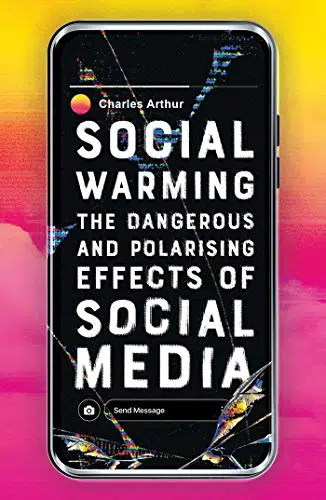 Charles Arthur
SOCIAL
WARMING
THE DANGEROUS
AND POLARISING
EFFECTS OF
SOCIAL
MEDIA
Send Message